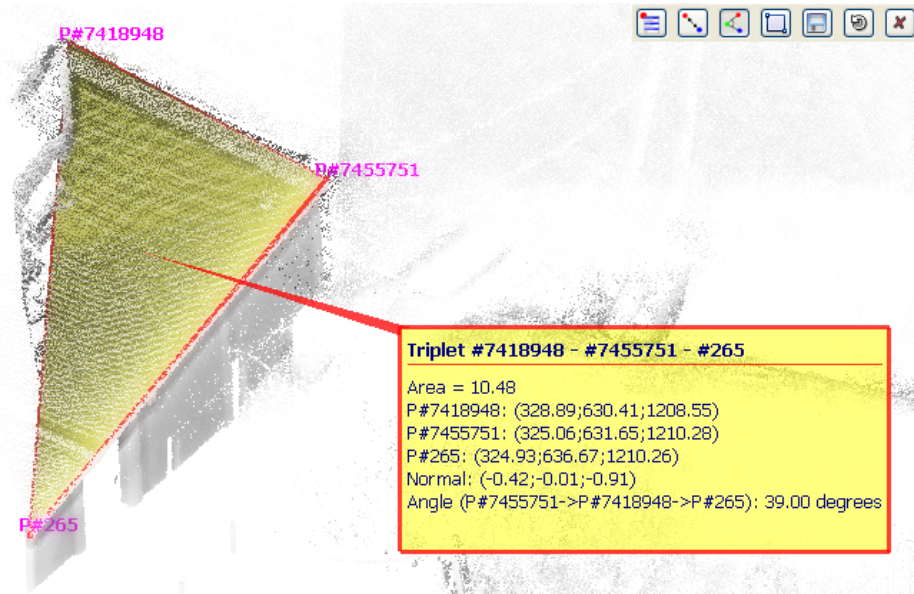 P#7418948
P#7455751
Triplet #7418948 - #7455751 - #265
Area = 10.48
P#7418948: (328.89;630.41;1208.55)
P#7455751: (325.06;631.65;1210.28)
P#265: (324.93;636.67;1210.26)
Normal: (-0.42;-0.01;-0.91)
Angle (P#7455751->P#7418948->P#265): 39.00 degrees
P#265